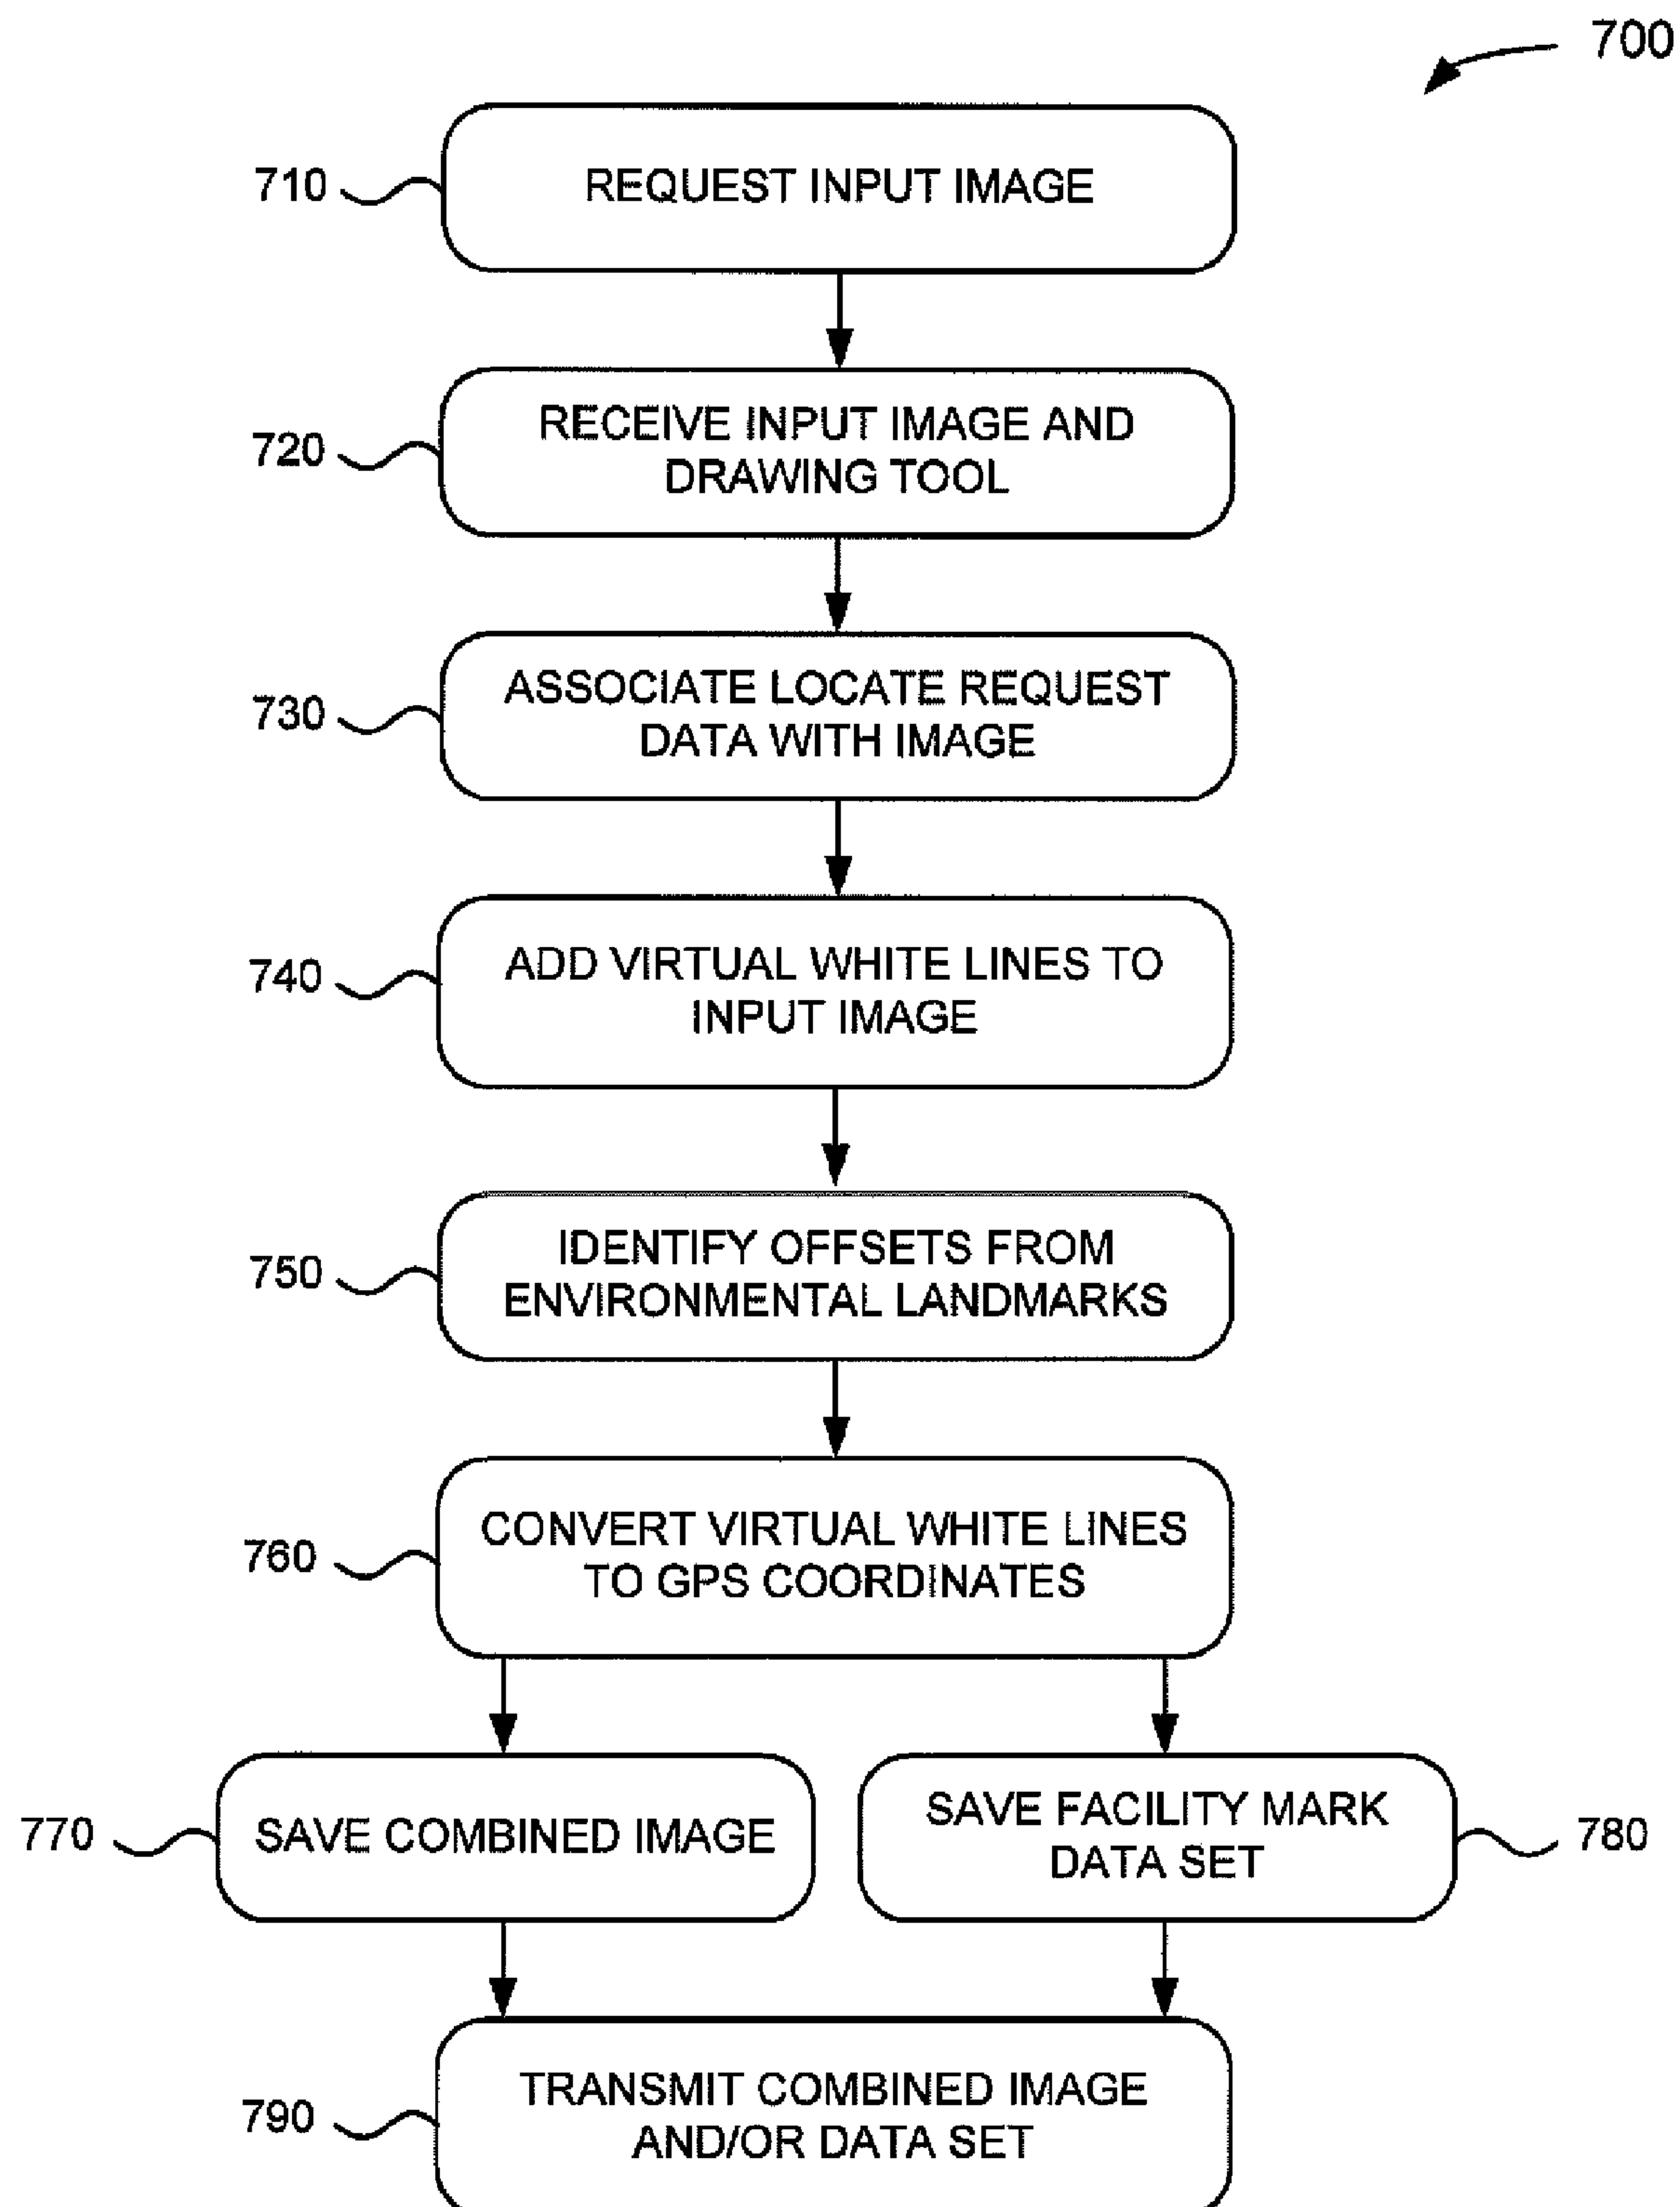 700
710
REQUEST INPUT IMAGE
720
RECEIVE INPUT IMAGE AND
DRAWING TOOL
730
ASSOCIATE LOCATE REQUEST
DATA WITH IMAGE
740
ADD VIRTUAL WHITE LINES TO
INPUT IMAGE
750
IDENTIFY OFFSETS FROM
ENVIRONMENTAL LANDMARKS
760
CONVERT VIRTUAL WHITE LINES
TO GPS COORDINATES
770
SAVE COMBINED IMAGE
SAVE FACILITY MARK
DATA SET
780
790
TRANSMIT COMBINED IMAGE
AND/OR DATA SET